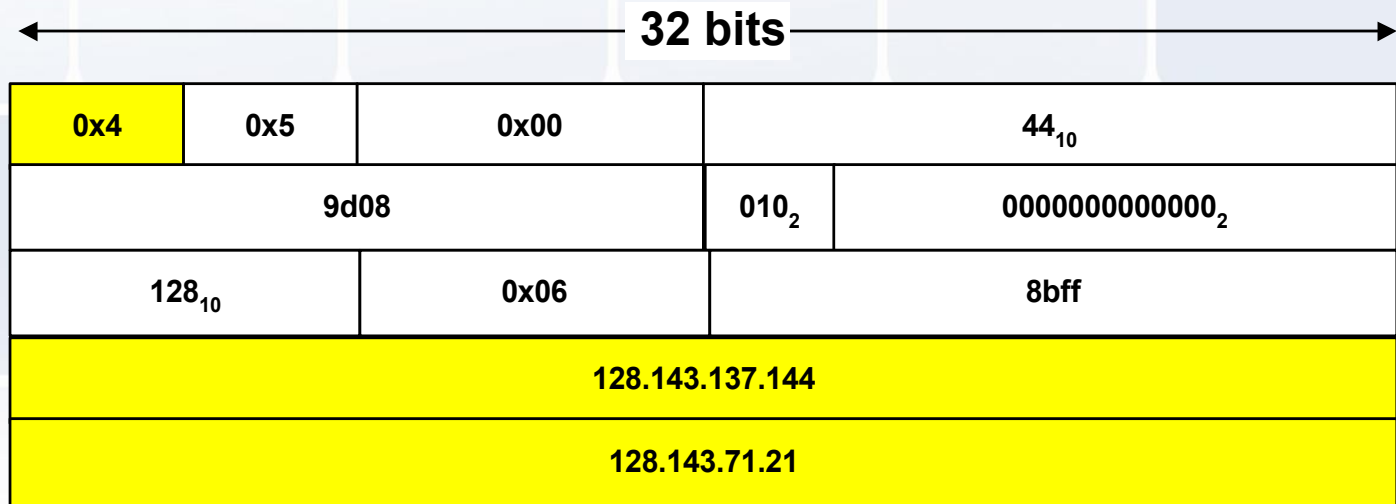 32 bits
0x4 0x5 0x00 44₁₀
9d08 010₂ 0000000000000₂
128₁₀ 0x06 8bff
128.143.137.144
128.143.71.21